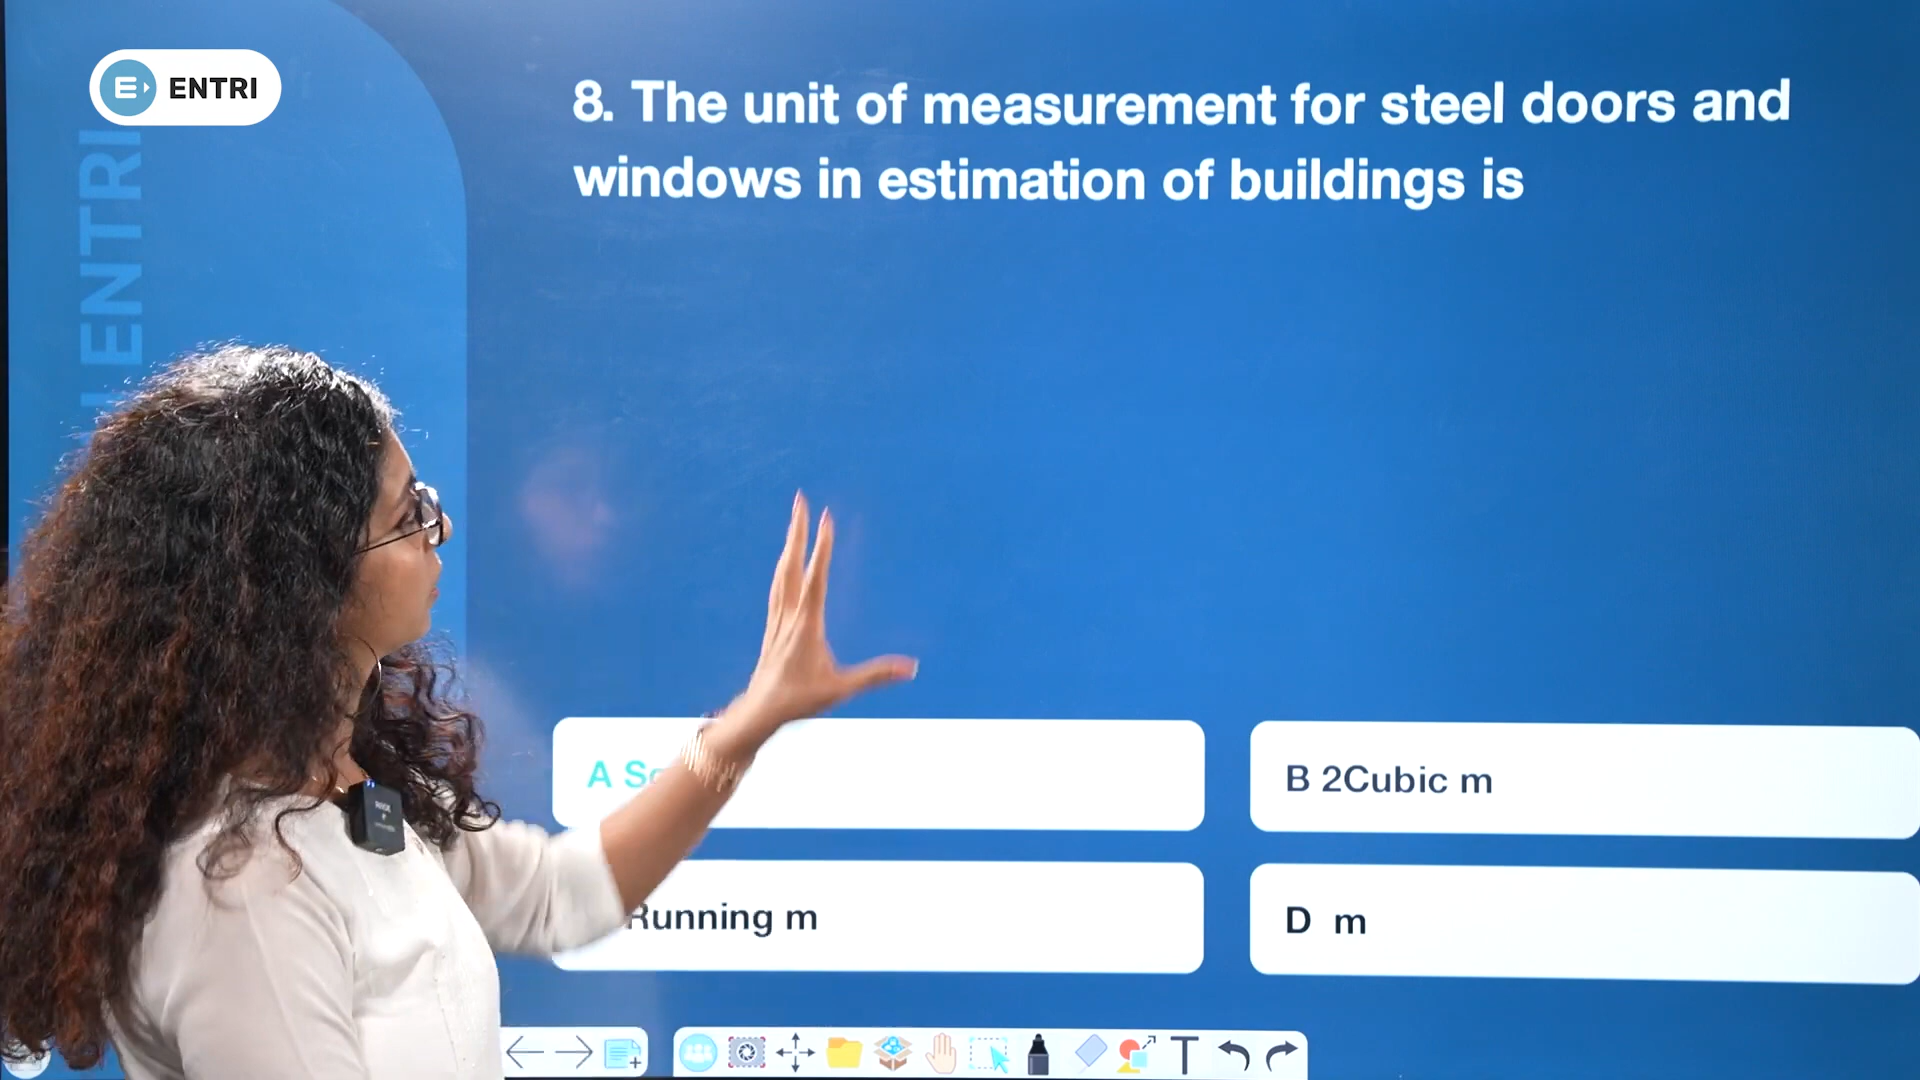 ENTRI
ENTRI
8. The unit of measurement for steel doors and
windows in estimation of buildings is
A
B 2Cubic m
Running m
D m